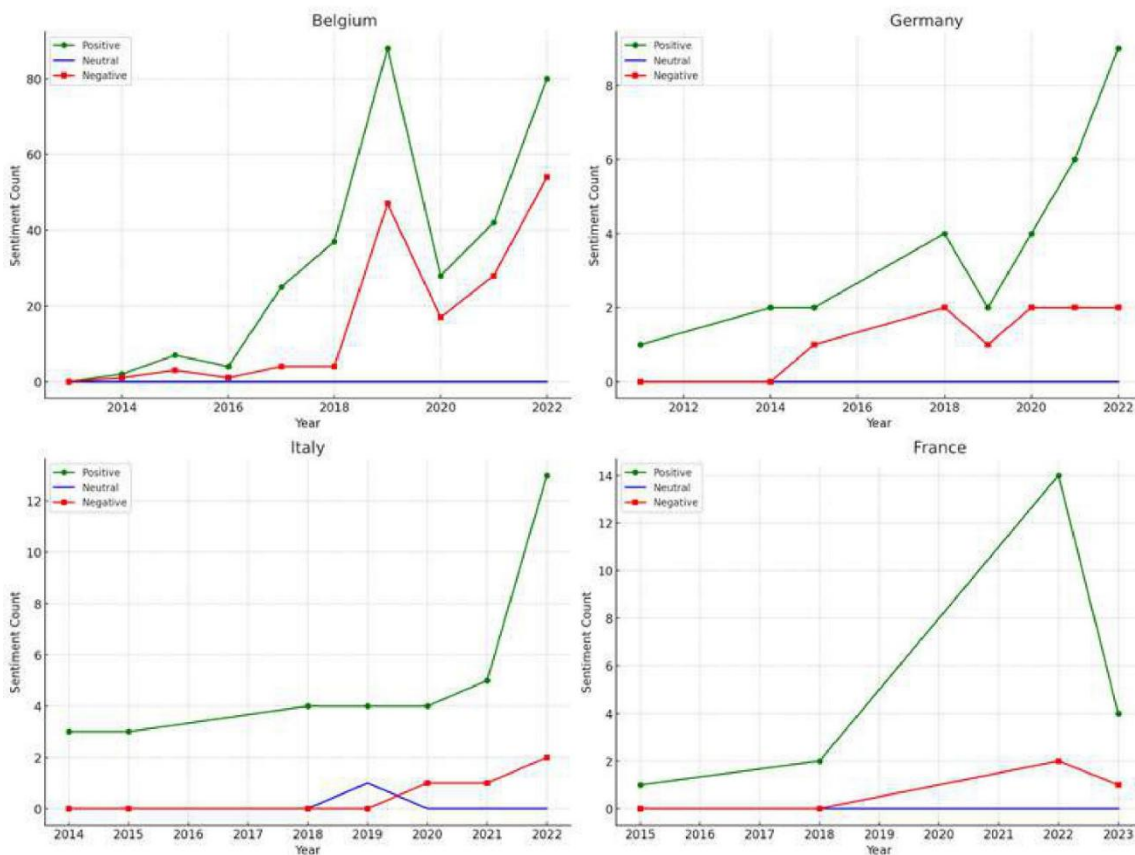 Belgium
Positive
Neutral
Negative
Sentiment Count
80
60
40
20
0
2014 2016 2018 2020 2022
Year
Germany
Positive
Neutral
Negative
Sentiment Count
8
6
4
2
0
2012 2014 2016 2018 2020 2022
Year
Italy
Positive
Neutral
Negative
Sentiment Count
12
10
8
6
4
2
0
2014 2015 2016 2017 2018 2019 2020 2021 2022
Year
France
Positive
Neutral
Negative
Sentiment Count
14
12
10
8
6
4
2
0
2015 2016 2017 2018 2019 2020 2021 2022 2023
Year